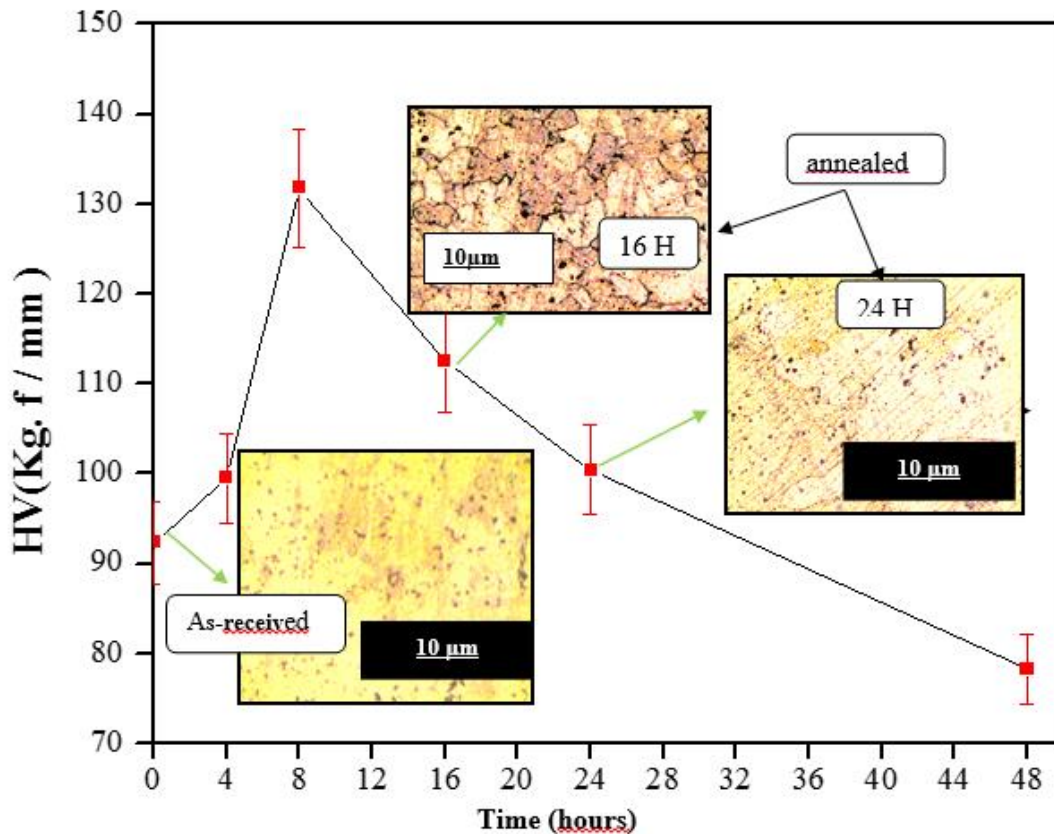 HV(Kg. f / mm)
150
140
130
120
110
100
90
80
70
0 4 8 12 16 20 24 28 32 36 40 44 48
Time (hours)
10µm
16 H
annealed
24 H
10 µm
As-received
10 µm